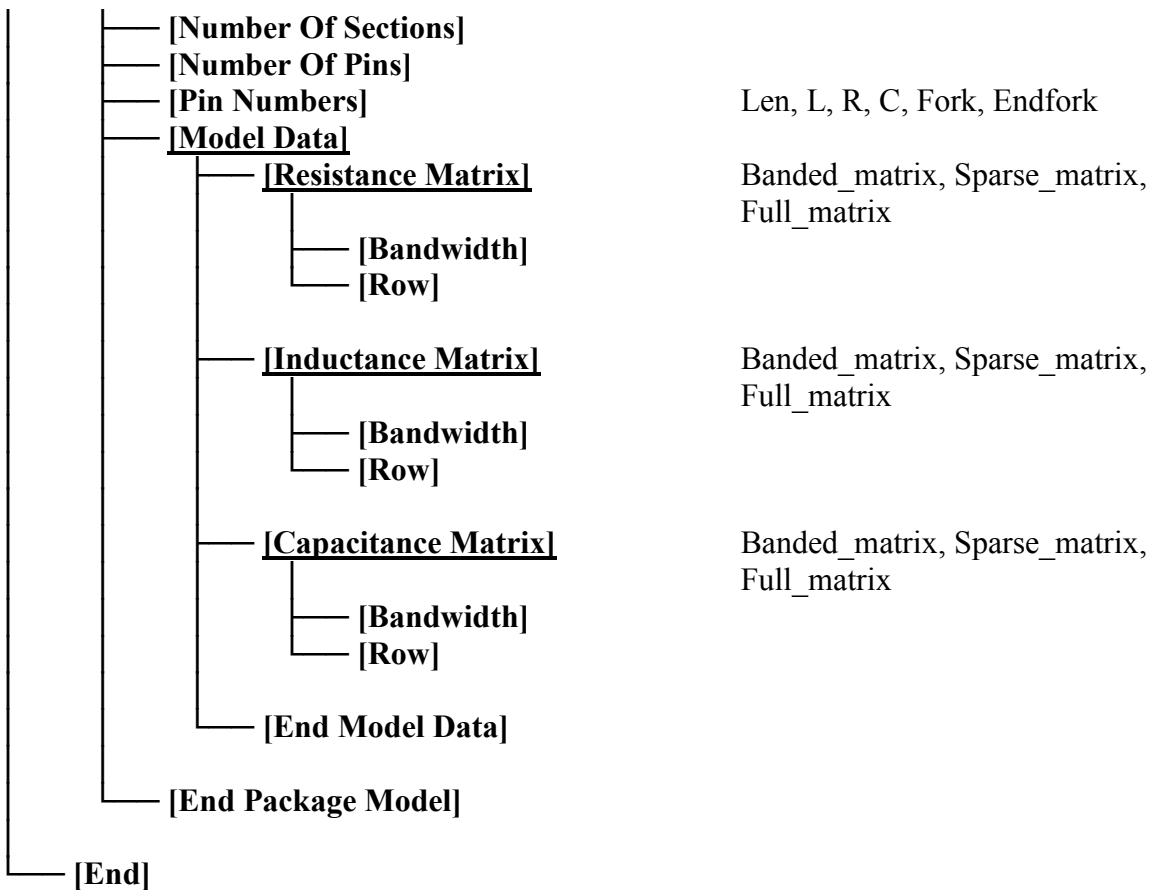 [Number Of Sections]
[Number Of Pins]
[Pin Numbers] Len, L, R, C, Fork, Endfork
[Model Data]
[Resistance Matrix] Banded_matrix, Sparse_matrix,
Full_matrix
[Bandwidth]
[Row]
[Inductance Matrix] Banded_matrix, Sparse_matrix,
Full_matrix
[Bandwidth]
[Row]
[Capacitance Matrix] Banded_matrix, Sparse_matrix,
Full_matrix
[Bandwidth]
[Row]
[End Model Data]
[End Package Model]
[End]